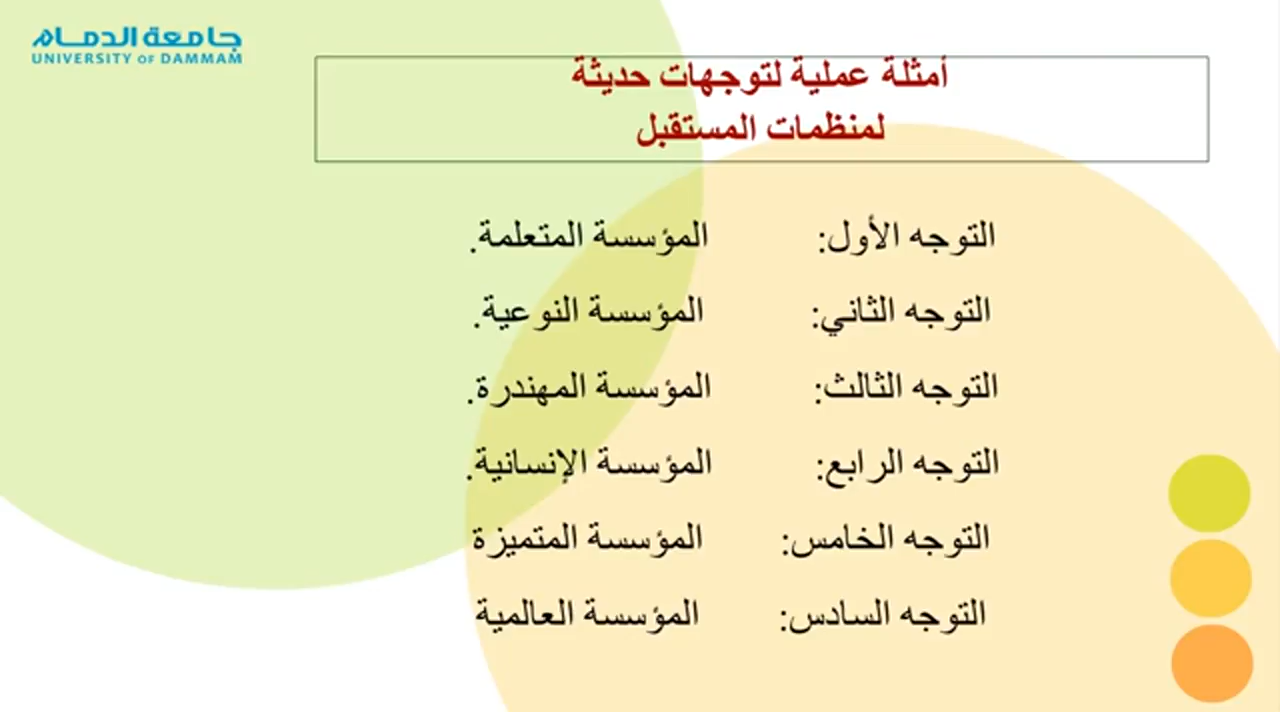 جامعة الدمام
UNIVERSITY OF DAMMAM
أمثلة عملية لتوجهات حديثة
لمنظمات المستقبل
التوجه الأول: المؤسسة المتعلمة.
التوجه الثاني: المؤسسة النوعية.
التوجه الثالث: المؤسسة المهندرة.
التوجه الرابع: المؤسسة الإنسانية.
التوجه الخامس: المؤسسة المتميزة
التوجه السادس: المؤسسة العالمية